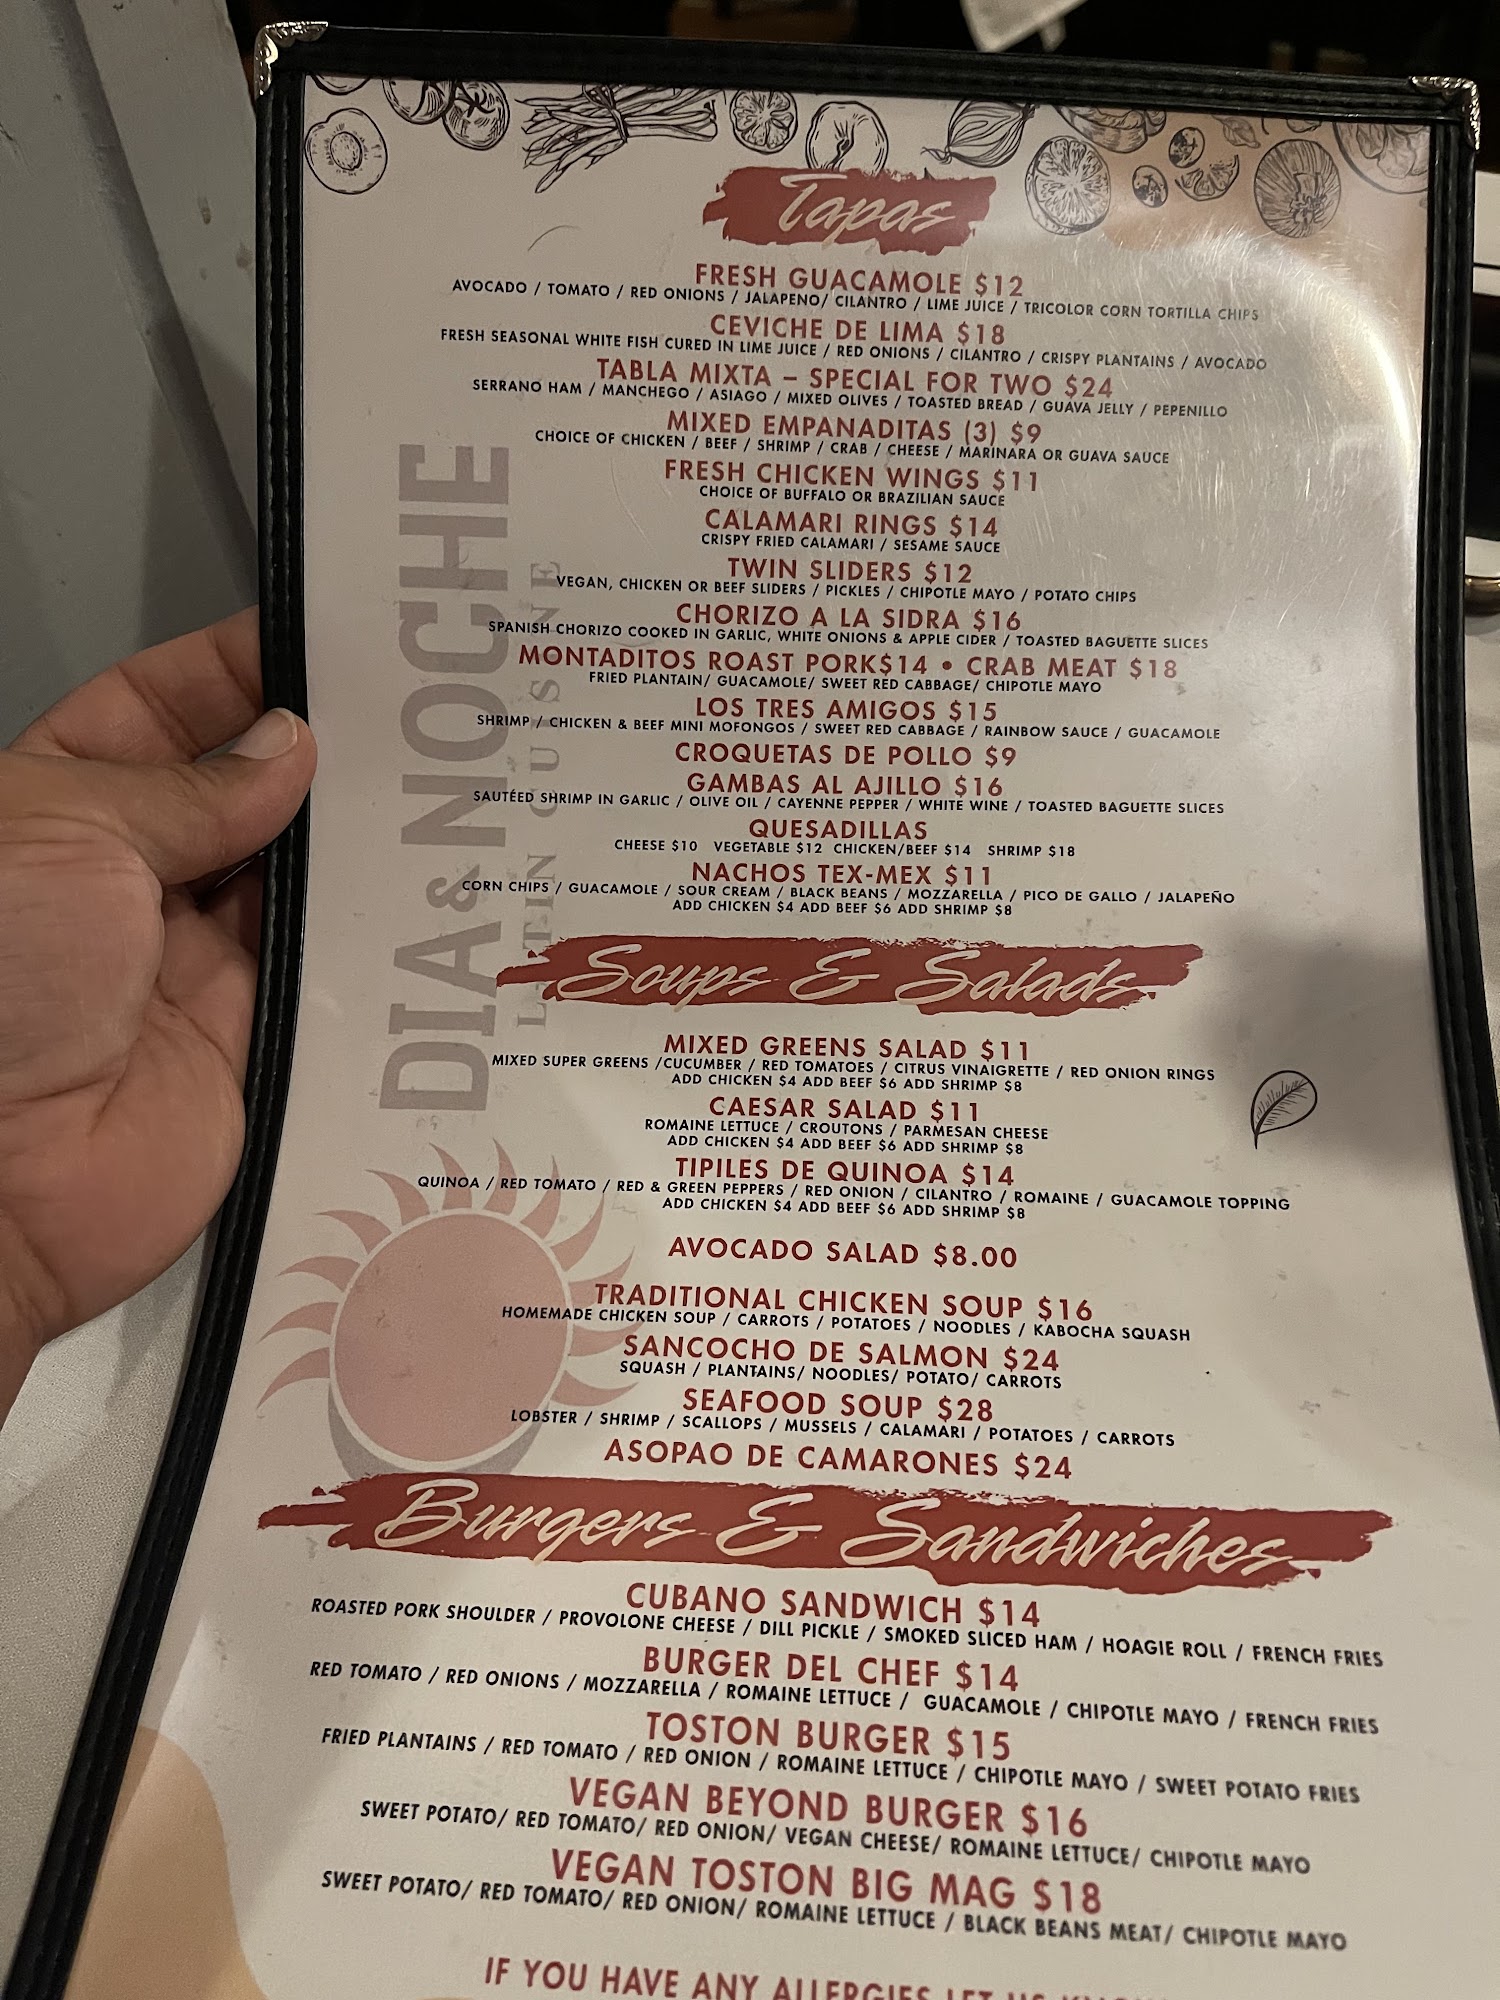 Tapas
FRESH GUACAMOLE $12
AVOCADO / TOMATO / RED ONIONS / JALAPENO/ CILANTRO / LIME JUICE / TRICOLOR CORN TORTILLA CHIPS
CEVICHE DE LIMA $18
FRESH SEASONAL WHITE FISH CURED IN LIME JUICE / RED ONIONS / CILANTRO / CRISPY PLANTAINS / AVOCADO
TABLA MIXTA – SPECIAL FOR TWO $24
SERRANO HAM / MANCHEGO / ASIAGO / MIXED OLIVES / TOASTED BREAD / GUAVA JELLY / PEPENILLO
MIXED EMPANADITAS (3) $9
CHOICE OF CHICKEN / BEEF / SHRIMP / CRAB / CHEESE / MARINARA OR GUAVA SAUCE
FRESH CHICKEN WINGS $11
CHOICE OF BUFFALO OR BRAZILIAN SAUCE
CALAMARI RINGS $14
CRISPY FRIED CALAMARI / SESAME SAUCE
TWIN SLIDERS $12
VEGAN, CHICKEN OR BEEF SLIDERS / PICKLES / CHIPOTLE MAYO / POTATO CHIPS
CHORIZO A LA SIDRA $16
SPANISH CHORIZO COOKED IN GARLIC, WHITE ONIONS & APPLE CIDER / TOASTED BAGUETTE SLICES
MONTADITOS ROAST PORK$14 • CRAB MEAT $18
FRIED PLANTAIN/ GUACAMOLE/ SWEET RED CABBAGE/ CHIPOTLE MAYO
LOS TRES AMIGOS $15
SHRIMP / CHICKEN & BEEF MINI MOFONGOS / SWEET RED CABBAGE / RAINBOW SAUCE / GUACAMOLE
CROQUETAS DE POLLO $9
GAMBAS AL AJILLO $16
SAUTÉED SHRIMP IN GARLIC / OLIVE OIL / CAYENNE PEPPER / WHITE WINE / TOASTED BAGUETTE SLICES
QUESADILLAS
CHEESE $10 VEGETABLE $12 CHICKEN/BEEF $14 SHRIMP $18
NACHOS TEX-MEX $11
CORN CHIPS / GUACAMOLE / SOUR CREAM / BLACK BEANS / MOZZARELLA / PICO DE GALLO / JALAPEÑO
ADD CHICKEN $4 ADD BEEF $6 ADD SHRIMP $8
DIA & NOCHE
LATIN CUISINE
Soups & Salads
MIXED GREENS SALAD $11
MIXED SUPER GREENS /CUCUMBER / RED TOMATOES / CITRUS VINAIGRETTE / RED ONION RINGS
ADD CHICKEN $4 ADD BEEF $6 ADD SHRIMP $8
CAESAR SALAD $11
ROMAINE LETTUCE / CROUTONS / PARMESAN CHEESE
ADD CHICKEN $4 ADD BEEF $6 ADD SHRIMP $8
TIPILES DE QUINOA $14
QUINOA / RED TOMATO / RED & GREEN PEPPERS / RED ONION / CILANTRO / ROMAINE / GUACAMOLE TOPPING
ADD CHICKEN $4 ADD BEEF $6 ADD SHRIMP $8
AVOCADO SALAD $8.00
TRADITIONAL CHICKEN SOUP $16
HOMEMADE CHICKEN SOUP / CARROTS / POTATOES / NOODLES / KABOCHA SQUASH
SANCOCHO DE SALMON $24
SQUASH / PLANTAINS/ NOODLES/ POTATO/ CARROTS
SEAFOOD SOUP $28
LOBSTER / SHRIMP / SCALLOPS / MUSSELS / CALAMARI / POTATOES / CARROTS
ASOPAO DE CAMARONES $24
Burgers & Sandwiches
CUBANO SANDWICH $14
ROASTED PORK SHOULDER / PROVOLONE CHEESE / DILL PICKLE / SMOKED SLICED HAM / HOAGIE ROLL / FRENCH FRIES
BURGER DEL CHEF $14
RED TOMATO / RED ONIONS / MOZZARELLA / ROMAINE LETTUCE / GUACAMOLE / CHIPOTLE MAYO / FRENCH FRIES
TOSTON BURGER $15
FRIED PLANTAINS / RED TOMATO / RED ONION / ROMAINE LETTUCE / CHIPOTLE MAYO / SWEET POTATO FRIES
VEGAN BEYOND BURGER $16
SWEET POTATO/ RED TOMATO/ RED ONION/ VEGAN CHEESE/ ROMAINE LETTUCE/ CHIPOTLE MAYO
VEGAN TOSTON BIG MAG $18
SWEET POTATO/ RED TOMATO/ RED ONION/ ROMAINE LETTUCE / BLACK BEANS MEAT/ CHIPOTLE MAYO
IF YOU HAVE ANY ALLERGIES LET US